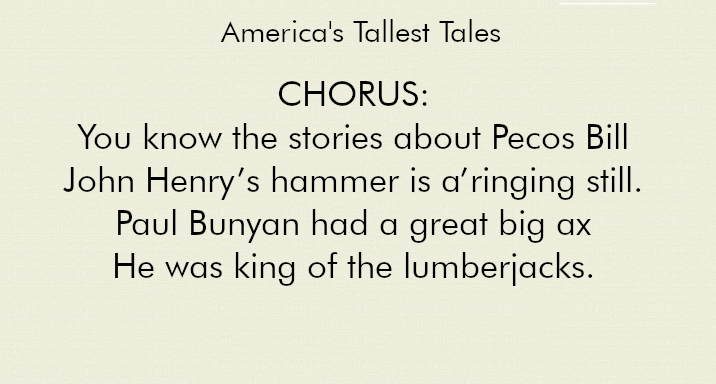 America's Tallest Tales
CHORUS:
You know the stories about Pecos Bill
John Henry’s hammer is a’ringing still.
Paul Bunyan had a great big ax
He was king of the lumberjacks.